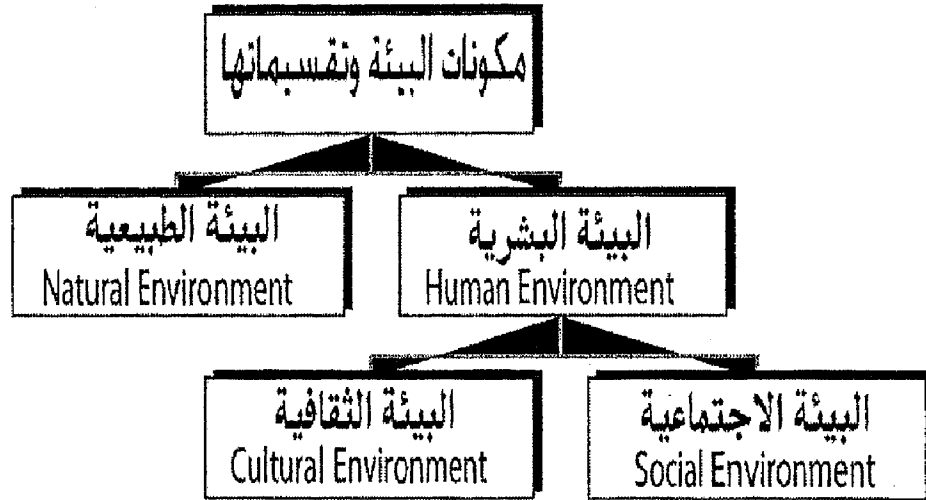 مكونات البيئة وتقسيماتها
البيئة البشرية
Human Environment
البيئة الطبيعية
Natural Environment
البيئة الاجتماعية
Social Environment
البيئة الثقافية
Cultural Environment